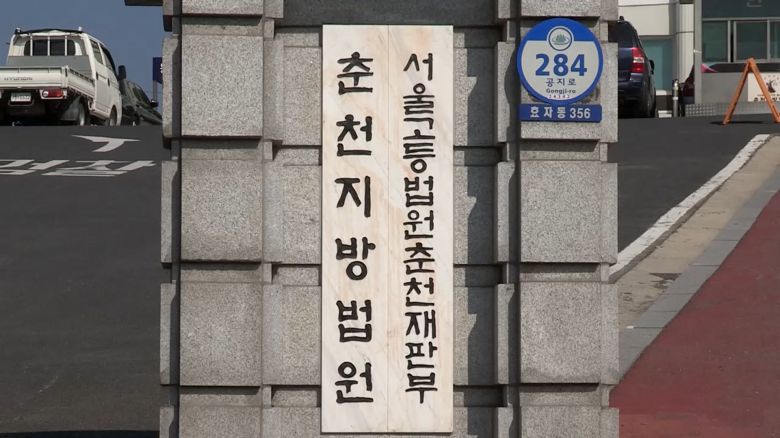 춘천지방법원
서울고등법원춘천재판부
284
공지로
Gongji-ro
효자동 356
HYUNDAI